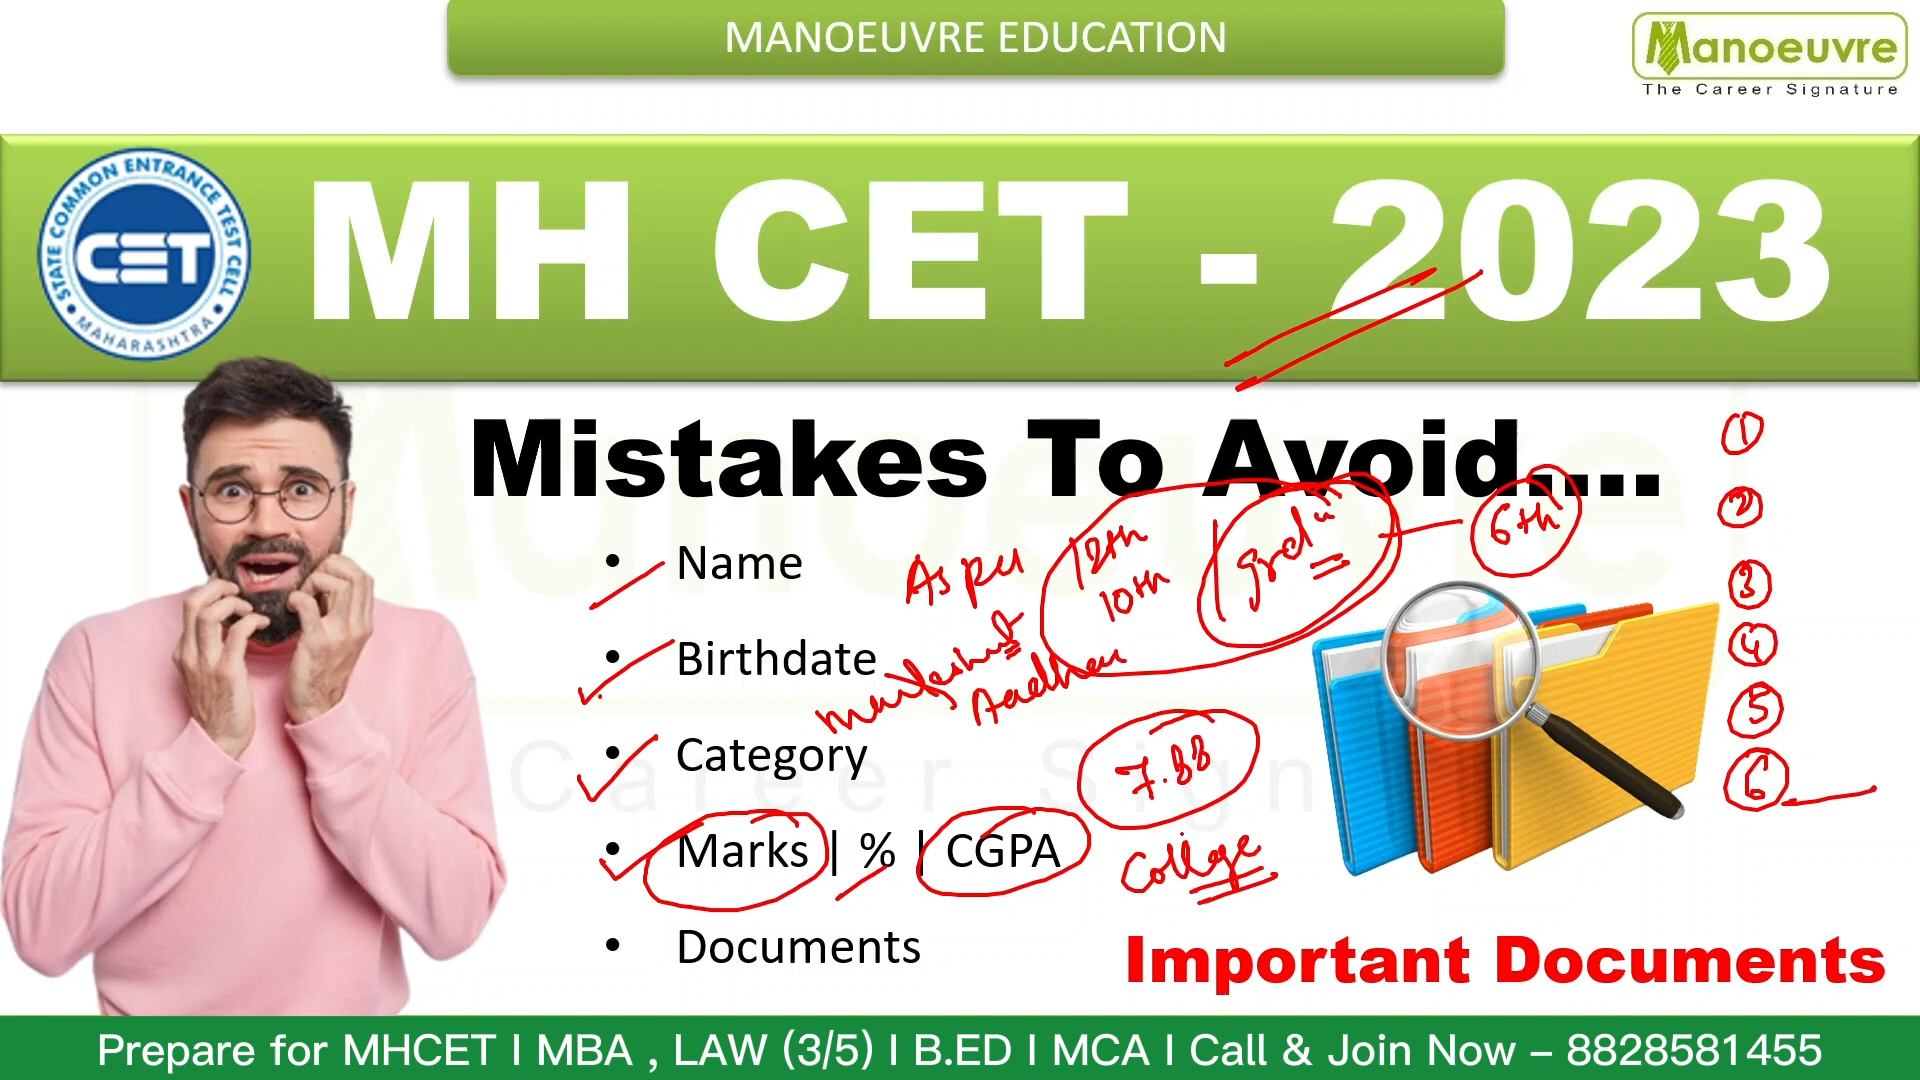 MANOEUVRE EDUCATION
Manoeuvre
The Career Signature
STATE COMMON ENTRANCE TEST CELL
CET
MAHARASHTRA
MH CET - 2023
Mistakes To Avoid....
• Name
As per
12th
10th
6th
• Birthdate
marksheet
Aadhar
• Category
7.88
• Marks | % | CGPA
College
• Documents
1
2
3
4
5
6
Important Documents
Prepare for MHCET I MBA , LAW (3/5) I B.ED I MCA I Call & Join Now – 8828581455